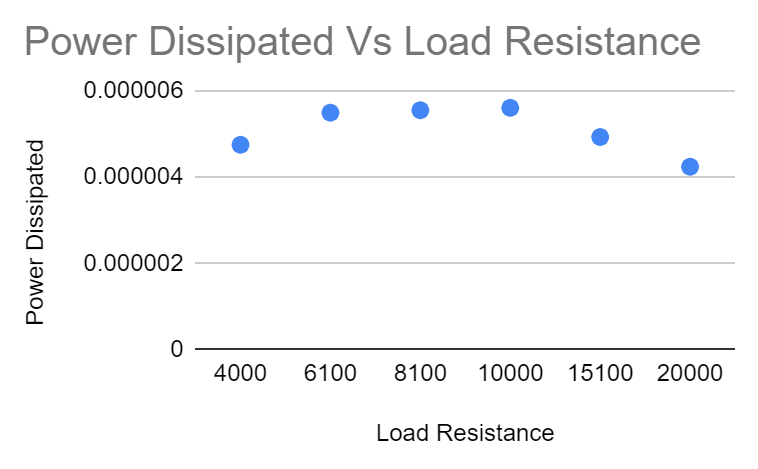 Power Dissipated Vs Load Resistance
Power Dissipated
0.000006
0.000004
0.000002
0
4000 6100 8100 10000 15100 20000
Load Resistance